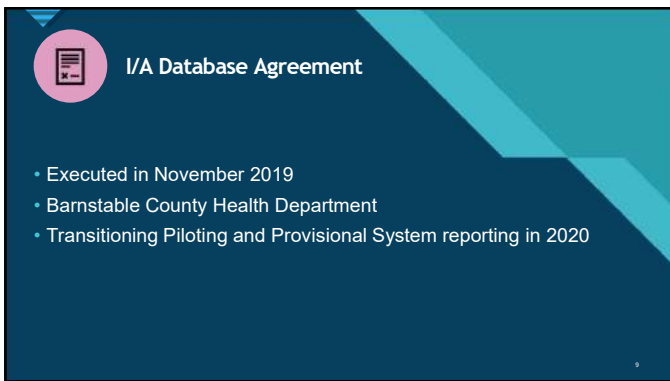 I/A Database Agreement
• Executed in November 2019
• Barnstable County Health Department
• Transitioning Piloting and Provisional System reporting in 2020
9